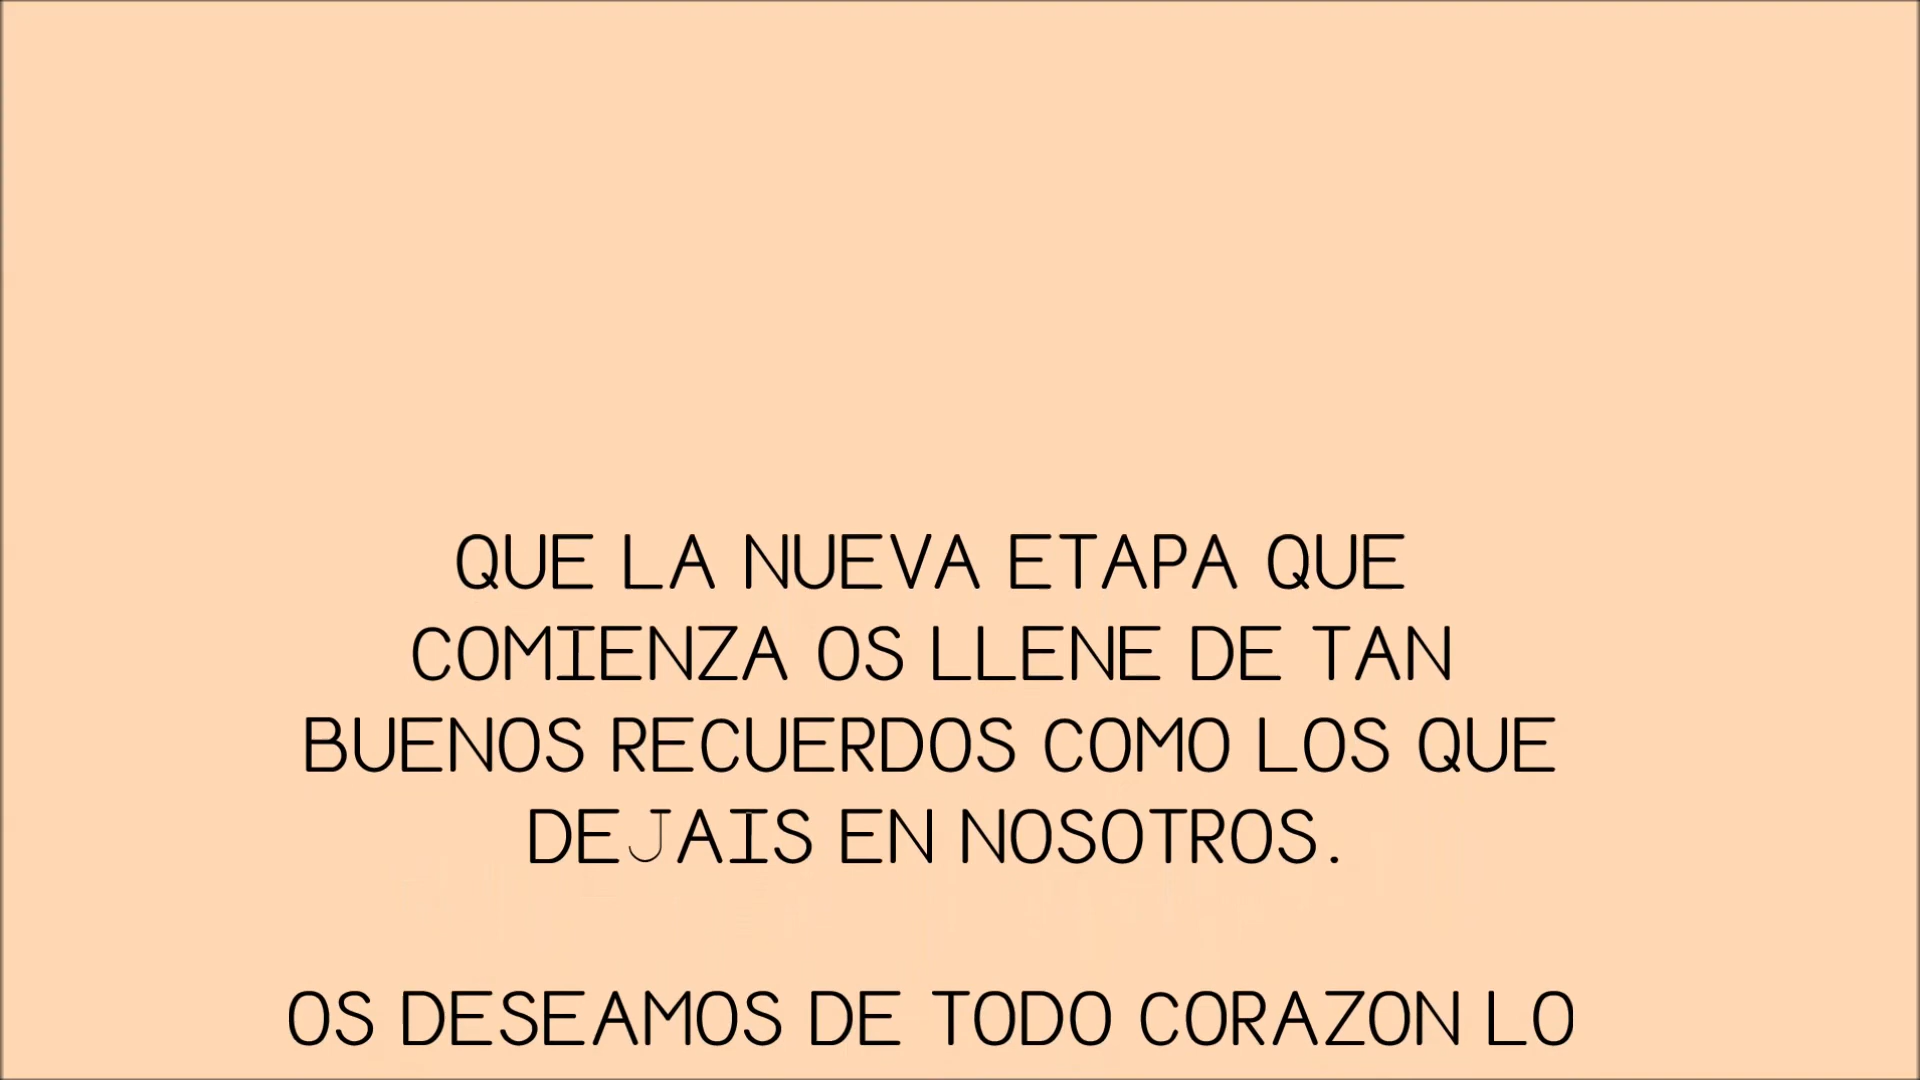 QUE LA NUEVA ETAPA QUE
COMIENZA OS LLENE DE TAN
BUENOS RECUERDOS COMO LOS QUE
DEJAIS EN NOSOTROS.
OS DESEAMOS DE TODO CORAZON LO